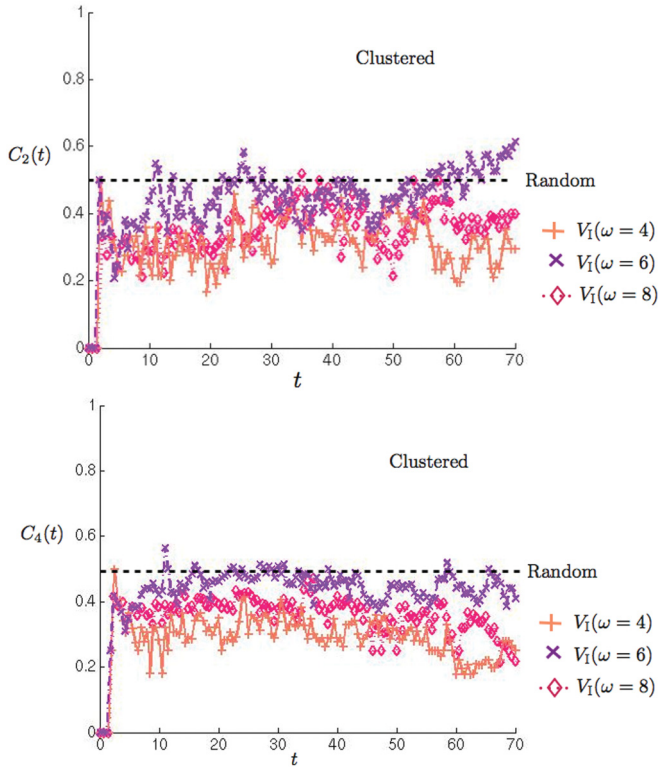 1
Clustered
0.8
0.6
C₂(t)
Random
0.4
V_I(ω = 4)
V_I(ω = 6)
0.2
V_I(ω = 8)
0
0 10 20 30 40 50 60 70
t
1
0.8
Clustered
0.6
C₄(t)
Random
0.4
V_I(ω = 4)
V_I(ω = 6)
0.2
V_I(ω = 8)
0
0 10 20 30 40 50 60 70
t